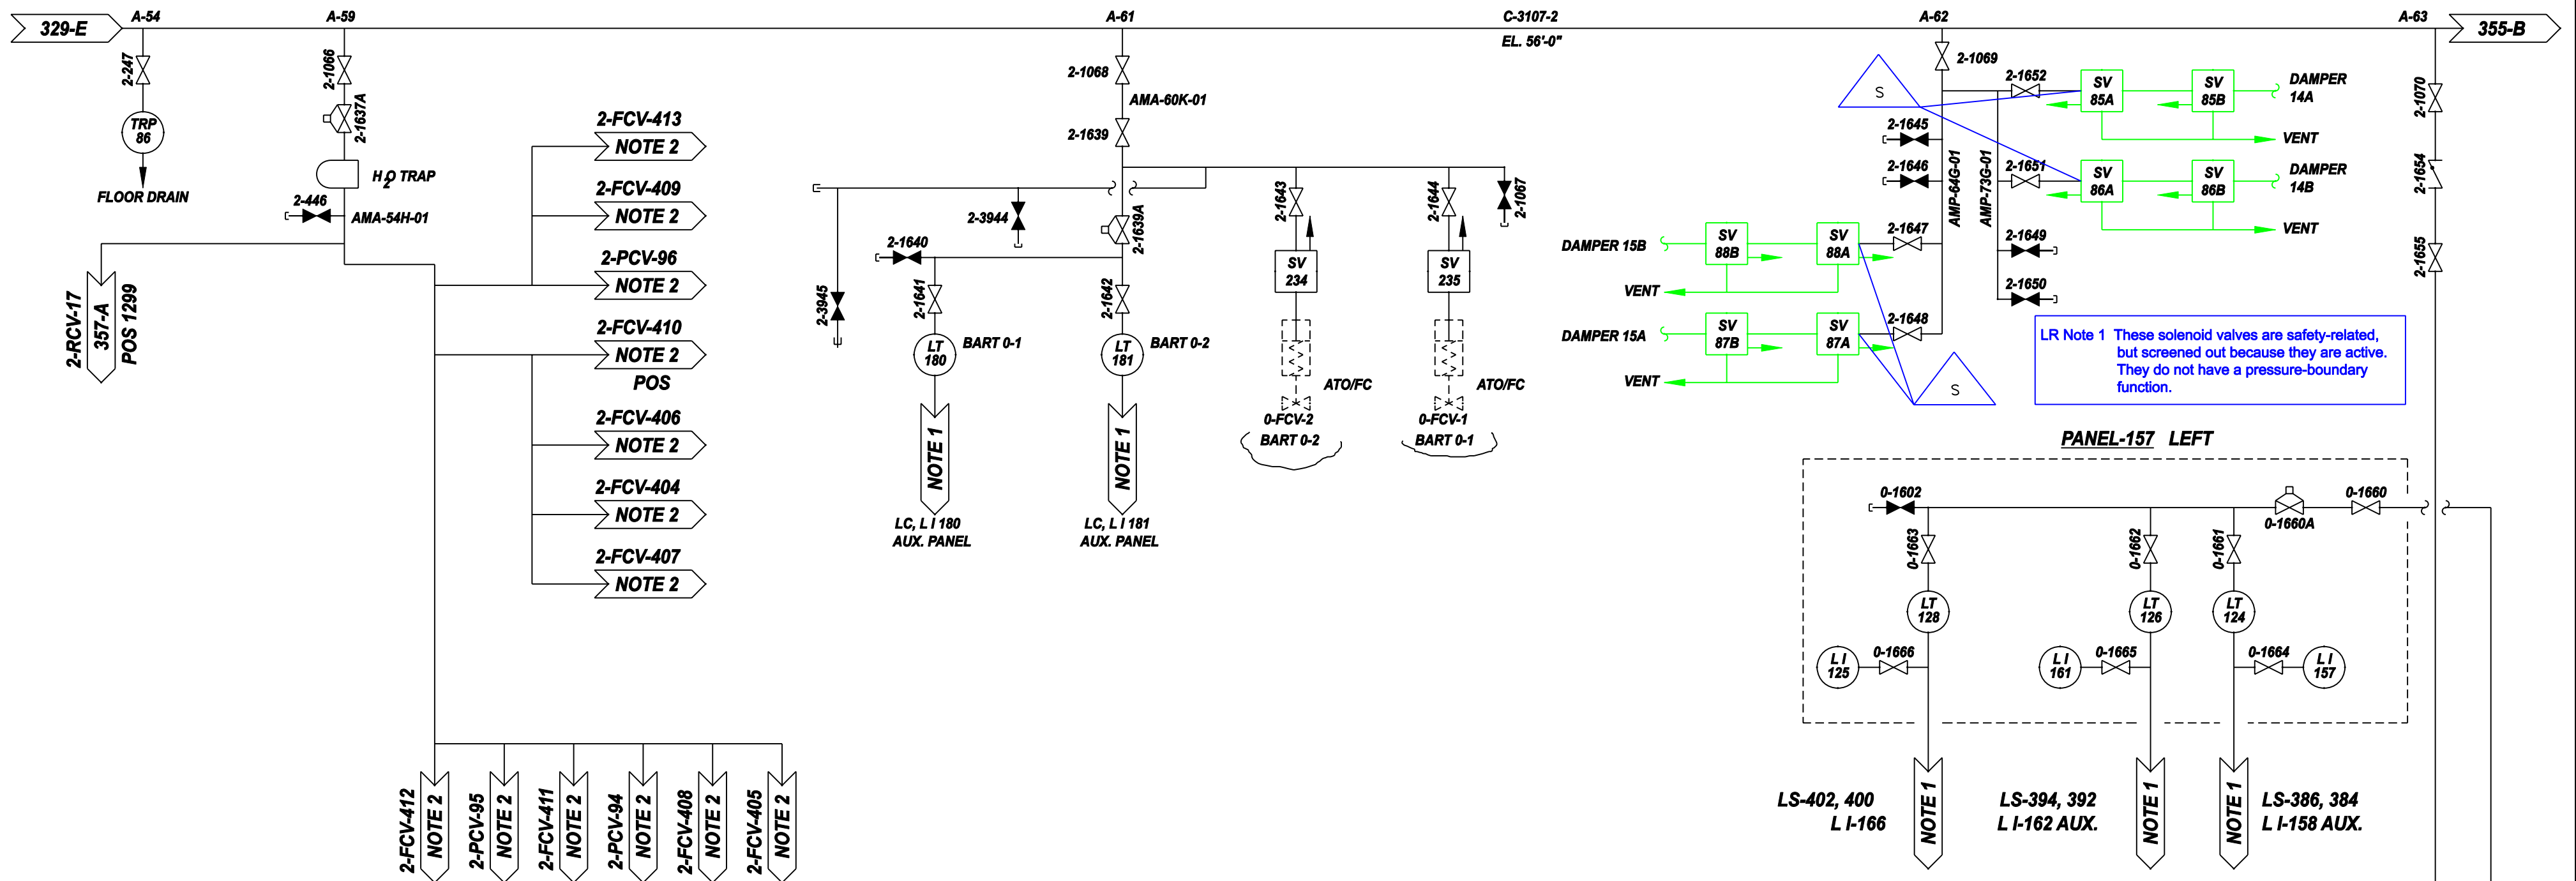 329-E
A-54
A-59
A-61
C-3107-2
A-62
A-63
355-B
EL. 56'-0"
2-247
TRP
86
FLOOR DRAIN
2-1066
2-1637A
H2O TRAP
2-446
AMA-54H-01
2-RCV-17
357-A
POS 1299
2-FCV-413
NOTE 2
2-FCV-409
NOTE 2
2-PCV-96
NOTE 2
2-FCV-410
NOTE 2
POS
2-FCV-406
NOTE 2
2-FCV-404
NOTE 2
2-FCV-407
NOTE 2
2-FCV-412
NOTE 2
2-PCV-95
NOTE 2
2-FCV-411
NOTE 2
2-PCV-94
NOTE 2
2-FCV-408
NOTE 2
2-FCV-405
NOTE 2
2-1068
AMA-60K-01
2-1639
2-3944
2-3945
2-1639A
2-1640
2-1641
2-1642
LT
180
BART 0-1
LT
181
BART 0-2
NOTE 1
NOTE 1
LC, L I 180
AUX. PANEL
LC, L I 181
AUX. PANEL
2-1643
2-1644
2-1067
SV
234
SV
235
ATO/FC
ATO/FC
0-FCV-2
BART 0-2
0-FCV-1
BART 0-1
2-1069
S
2-1652
SV
85A
SV
85B
DAMPER
14A
VENT
2-1645
2-1646
AMP-64G-01
AMP-73G-01
2-1651
SV
86A
SV
86B
DAMPER
14B
VENT
DAMPER 15B
SV
88B
SV
88A
2-1647
2-1649
VENT
2-1650
DAMPER 15A
SV
87B
SV
87A
2-1648
VENT
S
LR Note 1 These solenoid valves are safety-related,
but screened out because they are active.
They do not have a pressure-boundary
function.
2-1070
2-1654
2-1655
PANEL-157 LEFT
0-1602
0-1660A
0-1660
0-1663
0-1662
0-1661
LT
128
LT
126
LT
124
L I
125
0-1666
L I
161
0-1665
0-1664
L I
157
LS-402, 400
L I-166
NOTE 1
LS-394, 392
L I-162 AUX.
NOTE 1
NOTE 1
LS-386, 384
L I-158 AUX.